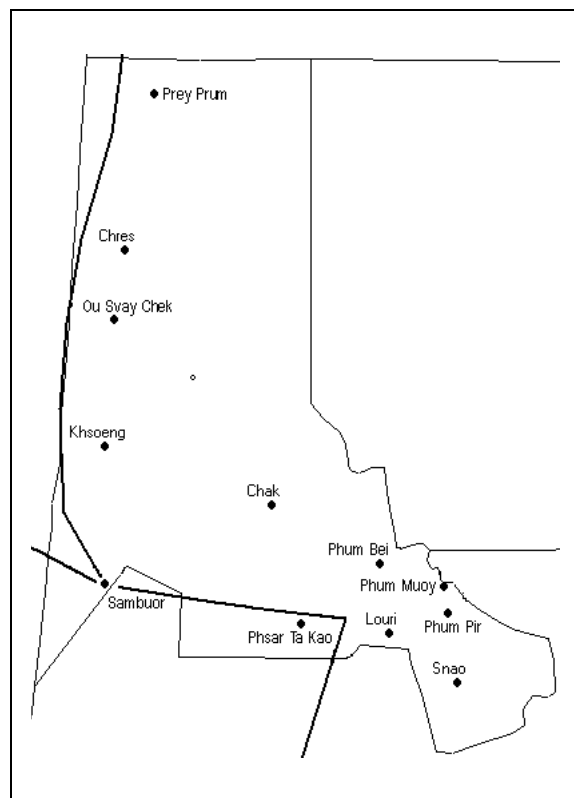 Prey Prum
Chres
Ou Svay Chek
Khsoeng
Chak
Phum Bei
Phum Muoy
Sambuor
Louri
Phum Pir
Phsar Ta Kao
Snao